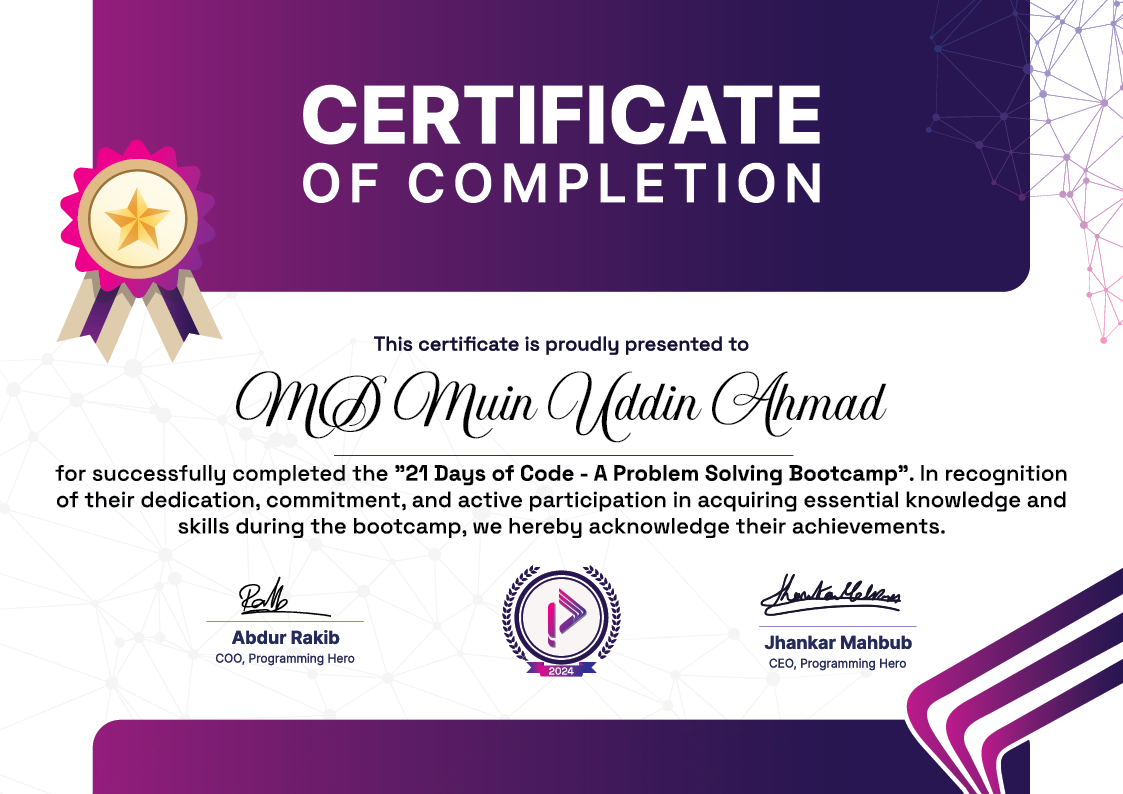 CERTIFICATE
OF COMPLETION
This certificate is proudly presented to
MD Muin Uddin Ahmad
for successfully completed the "21 Days of Code - A Problem Solving Bootcamp". In recognition
of their dedication, commitment, and active participation in acquiring essential knowledge and
skills during the bootcamp, we hereby acknowledge their achievements.
Abdur Rakib
COO, Programming Hero
2024
Jhankar Mahbub
CEO, Programming Hero